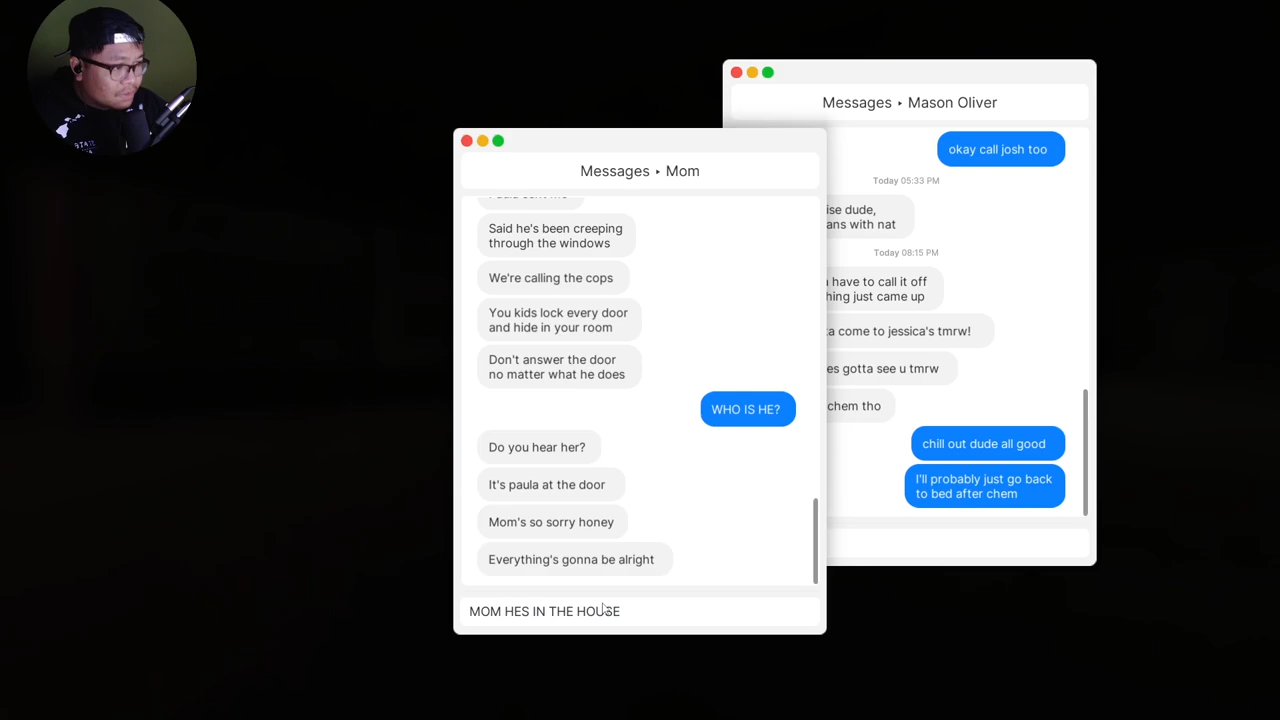 Messages ‣ Mason Oliver
okay call josh too
Today 05:33 PM
ise dude,
ans with nat
Today 08:15 PM
have to call it off
hing just came up
a come to jessica's tmrw!
es gotta see u tmrw
chem tho
chill out dude all good
I'll probably just go back
to bed after chem
Messages ‣ Mom
Said he's been creeping
through the windows
We're calling the cops
You kids lock every door
and hide in your room
Don't answer the door
no matter what he does
WHO IS HE?
Do you hear her?
It's paula at the door
Mom's so sorry honey
Everything's gonna be alright
MOM HES IN THE HOUSE